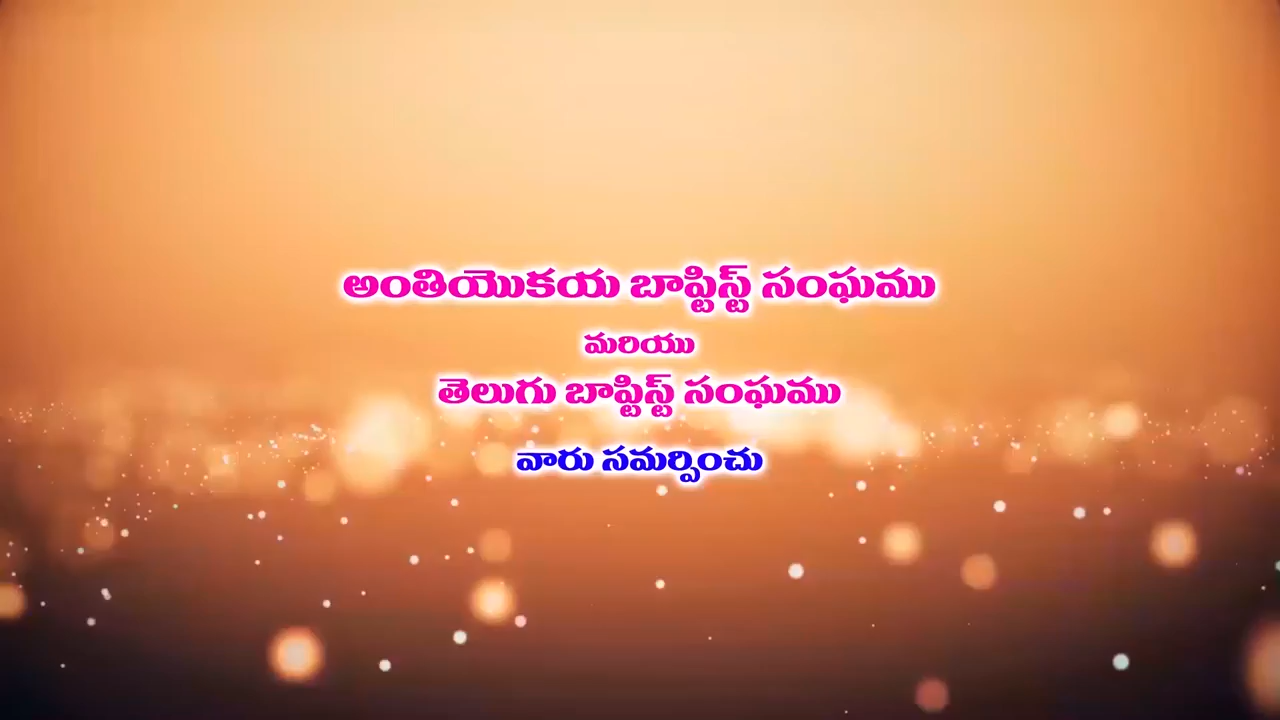 అంతియొకయ బాప్టిస్ట్ సంఘము
మరియు
తెలుగు బాప్టిస్ట్ సంఘము
వారు సమర్పించు